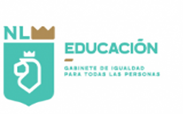 NL
EDUCACIÓN
GABINETE DE IGUALDAD
PARA TODAS LAS PERSONAS